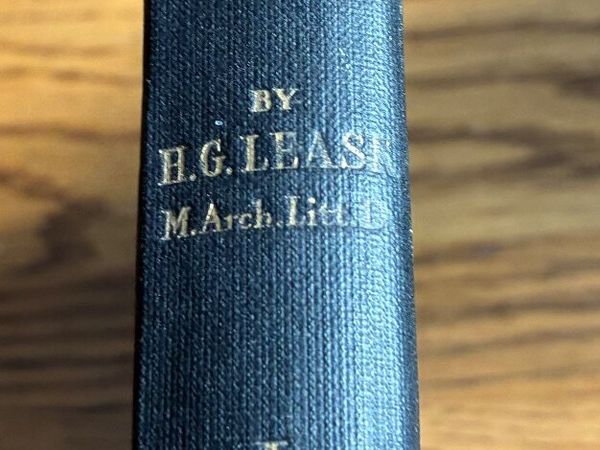 BY
H.G. LEASK
M.Arch. Litt.D